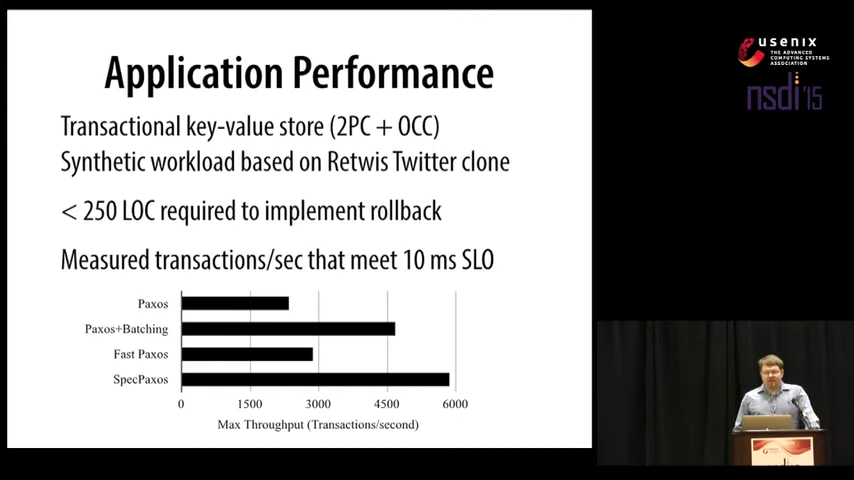 Application Performance
Transactional key-value store (2PC + OCC)
Synthetic workload based on Retwis Twitter clone
< 250 LOC required to implement rollback
Measured transactions/sec that meet 10 ms SLO
Paxos
Paxos+Batching
Fast Paxos
SpecPaxos
0 1500 3000 4500 6000
Max Throughput (Transactions/second)
usenix
THE ADVANCED
COMPUTING SYSTEMS
ASSOCIATION
nsdi '15